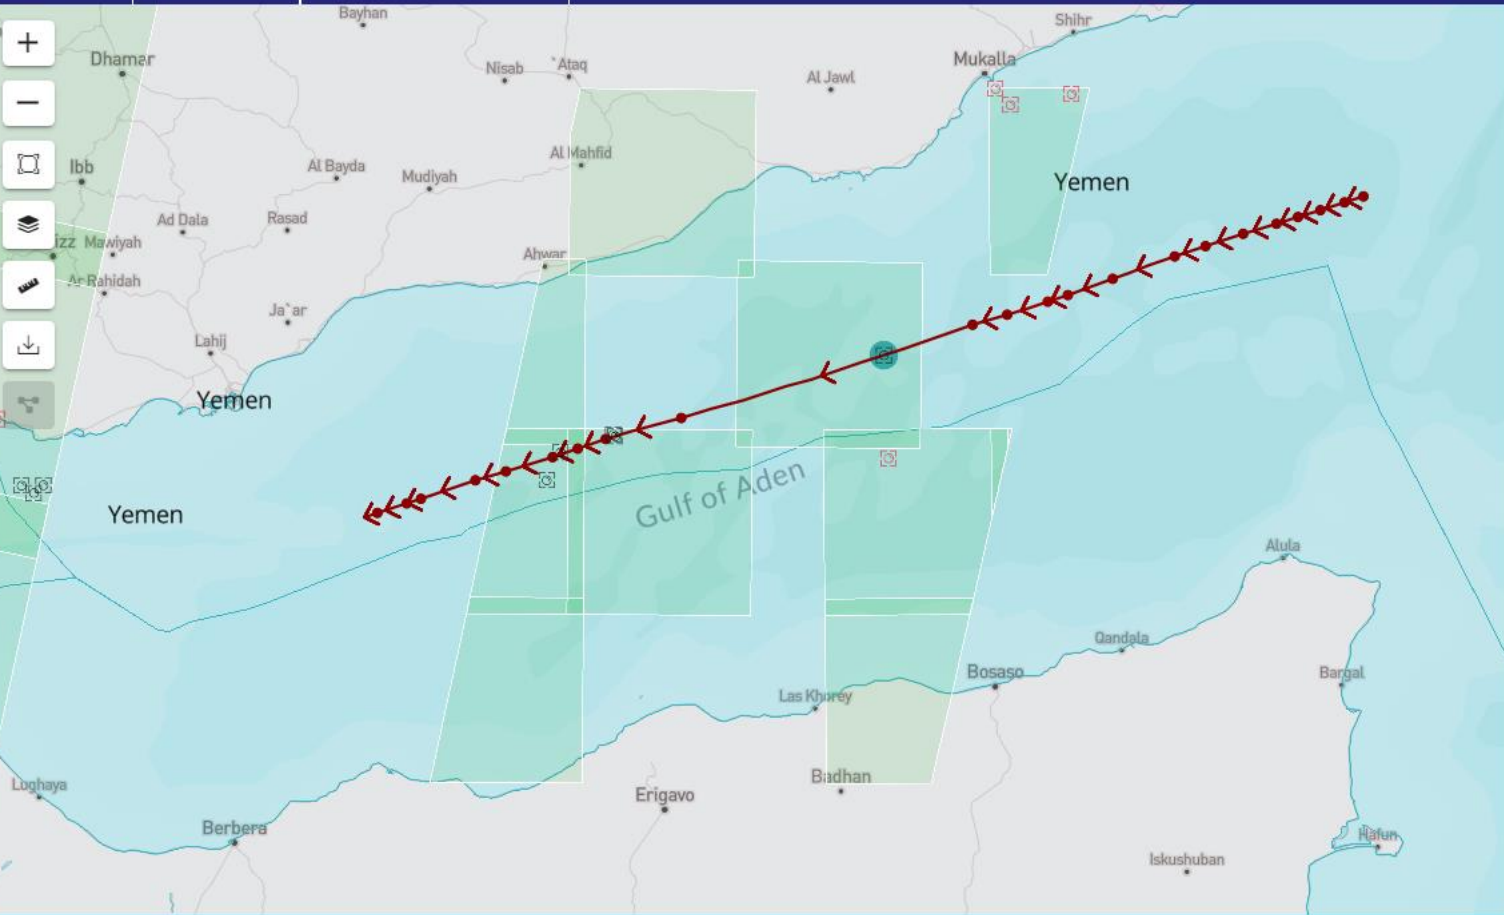 Bayhan
Shihr
Dhamar
Nisab
`Ataq
Al Jawl
Mukalla
Ibb
Al Bayda
Mudiyah
Al Mahfid
Yemen
Ad Dala
Rasad
izz
Mawiyah
Ahwar
Ar Rahidah
Ja`ar
Lahij
Yemen
Gulf of Aden
Yemen
Alula
Qandala
Bosaso
Bargal
Las Khorey
Lughaya
Badhan
Erigavo
Berbera
Hafun
Iskushuban